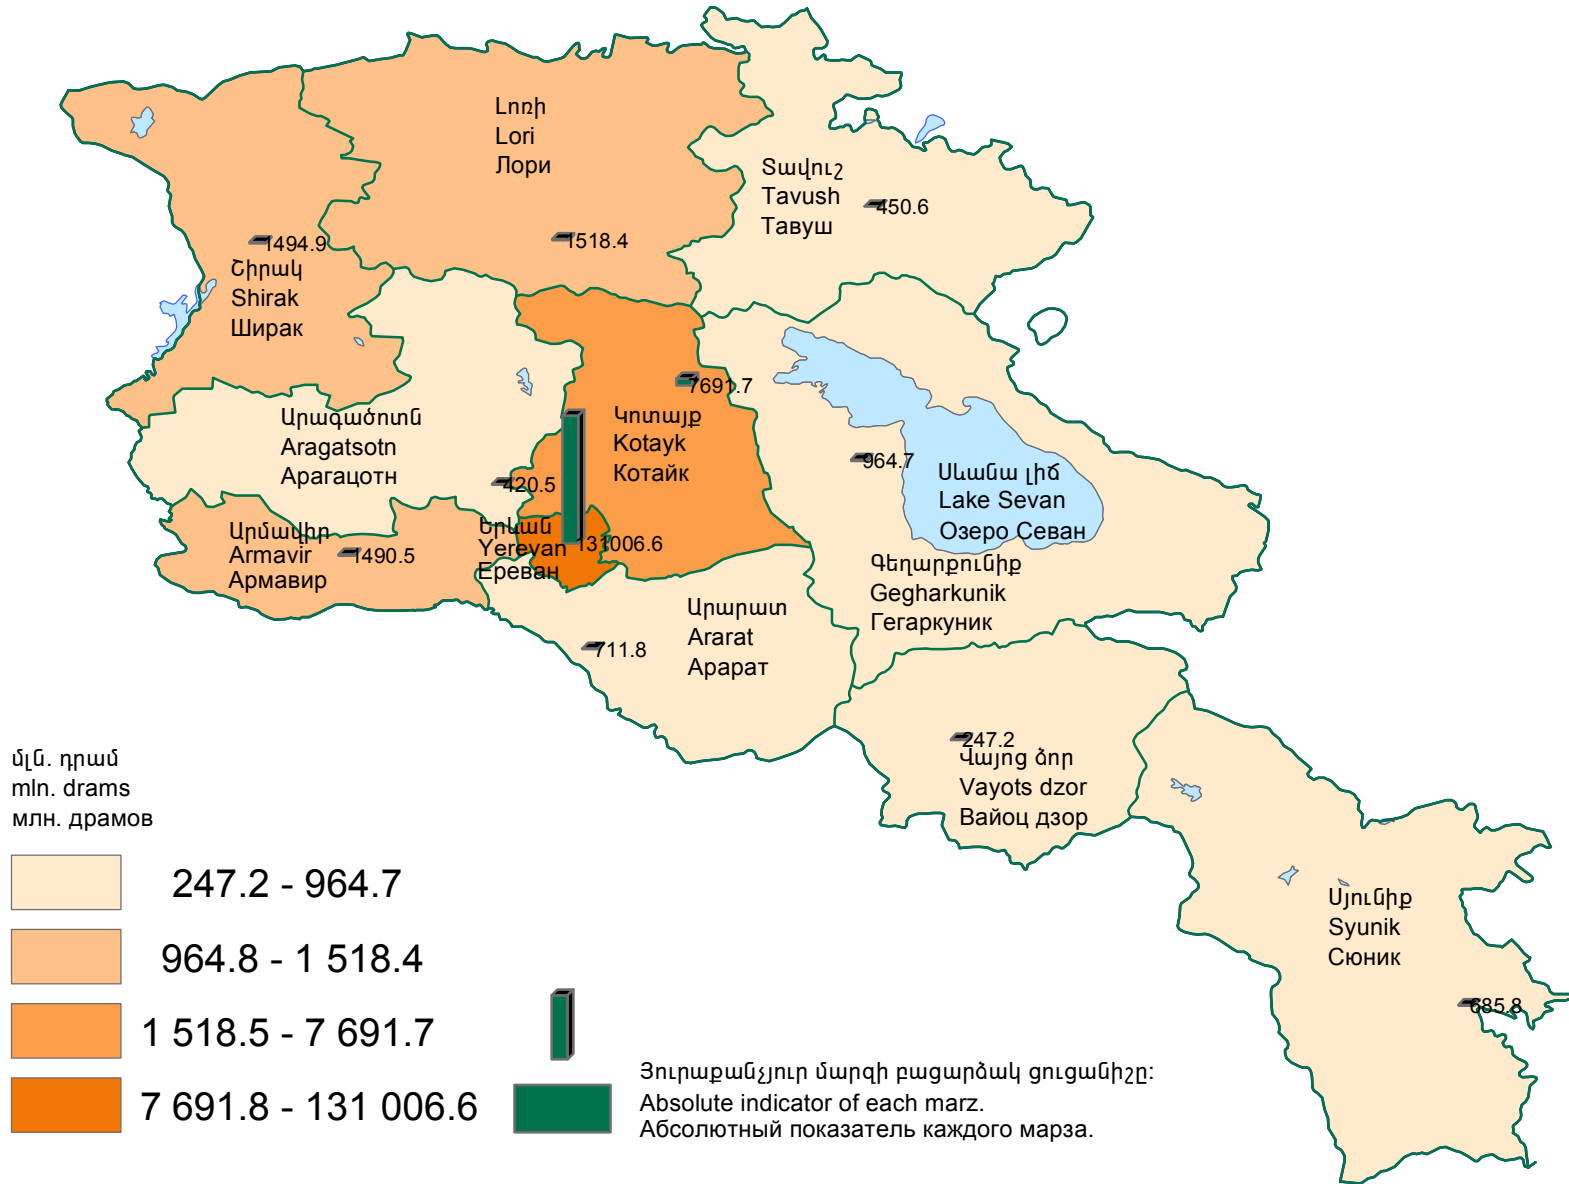 Լոռի
Lori
Лори
1518.4
Տավուշ
Tavush
Тавуш
450.6
1494.9
Շիրակ
Shirak
Ширак
7691.7
Կոտայք
Kotayk
Котайк
Արագածոտն
Aragatsotn
Арагацотн
420.5
964.7
Սևանա լիճ
Lake Sevan
Озеро Севан
Արմավիր
Armavir
Армавир
1490.5
Երևան
Yerevan
Ереван
131006.6
Գեղարքունիք
Gegharkunik
Гегаркуник
Արարատ
Ararat
Арарат
711.8
247.2
Վայոց ձոր
Vayots dzor
Вайоц дзор
Սյունիք
Syunik
Сюник
685.8
մլն. դրամ
mln. drams
млн. драмов
247.2 - 964.7
964.8 - 1 518.4
1 518.5 - 7 691.7
7 691.8 - 131 006.6
Յուրաքանչյուր մարզի բացարձակ ցուցանիշը:
Absolute indicator of each marz.
Абсолютный показатель каждого марза.